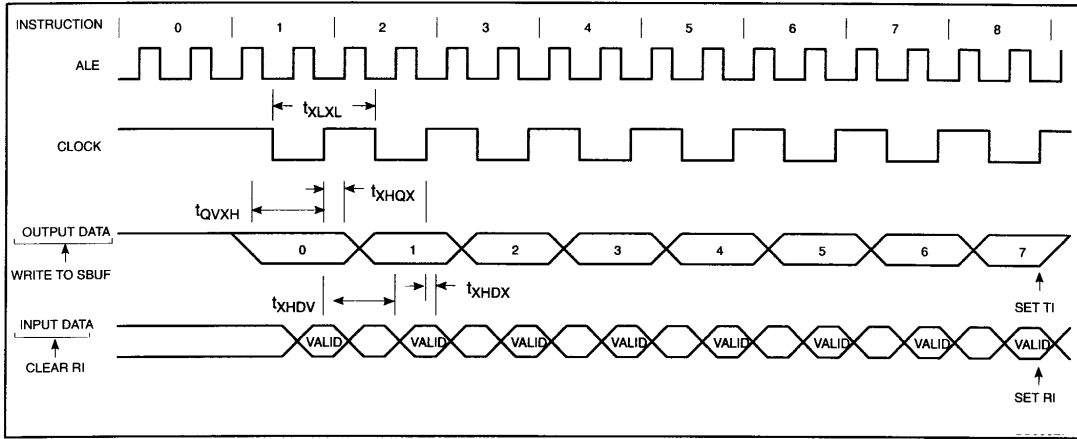 INSTRUCTION 0 1 2 3 4 5 6 7 8
ALE
tXLXL
CLOCK
tQVXH tXHQX
OUTPUT DATA 0 1 2 3 4 5 6 7
WRITE TO SBUF
tXHDV tXHDX
SET TI
INPUT DATA VALID VALID VALID VALID VALID VALID VALID VALID
CLEAR RI
SET RI